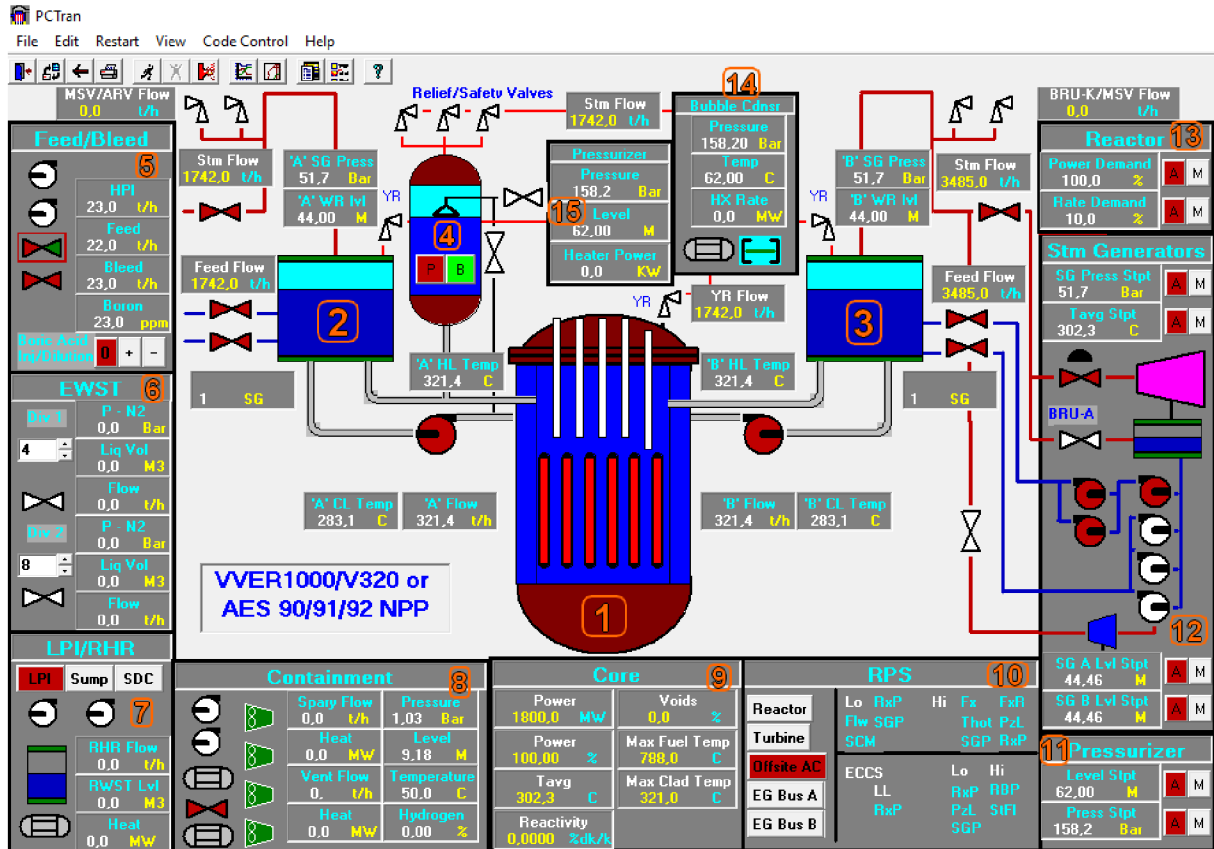 PCTran
File Edit Restart View Code Control Help
MSV/ARV Flow
0,0 t/h
Relief/Safety Valves
Stm Flow
1742,0 t/h
14
Bubble Cdnsr
Pressure
158,20 Bar
Temp
62,00 C
HX Rate
0,0 MW
BRU-K/MSV Flow
0,0 t/h
Feed/Bleed
5
HPI
23,0 t/h
Feed
22,0 t/h
Bleed
23,0 t/h
Boron
23,0 ppm
Boric Acid
Inj/Dilution
0 + -
Stm Flow
1742,0 t/h
'A' SG Press
51,7 Bar
'A' WR lvl
44,00 M
YR
4
P B
Pressurizer
Pressure
158,2 Bar
15
Level
62,00 M
Heater Power
0,0 KW
YR
'B' SG Press
51,7 Bar
'B' WR lvl
44,00 M
Stm Flow
3485,0 t/h
Reactor
13
Power Demand
100,0 % A M
Rate Demand
10,0 % A M
Feed Flow
1742,0 t/h
2
YR
YR Flow
1742,0 t/h
3
Feed Flow
3485,0 t/h
Stm Generators
SG Press Stpt
51,7 Bar A M
Tavg Stpt
302,3 C A M
'A' HL Temp
321,4 C
'B' HL Temp
321,4 C
1 SG
1 SG
BRU-A
EWST
6
Div 1
P - N2
0,0 Bar
4
Liq Vol
0,0 M3
Flow
0,0 t/h
Div 2
P - N2
0,0 Bar
8
Liq Vol
0,0 M3
Flow
0,0 t/h
'A' CL Temp
283,1 C
'A' Flow
321,4 t/h
'B' Flow
321,4 t/h
'B' CL Temp
283,1 C
VVER1000/V320 or
AES 90/91/92 NPP
1
12
SG A Lvl Stpt
44,46 M A M
SG B Lvl Stpt
44,46 M A M
LPI/RHR
LPI Sump SDC
7
RHR Flow
0,0 t/h
RWST Lvl
0,0 M3
Heat
0,0 MW
Containment
8
Spary Flow
0,0 t/h
Pressure
1,03 Bar
Heat
0,0 MW
Level
9,18 M
Vent Flow
0, t/h
Temperature
50,0 C
Heat
0,0 MW
Hydrogen
0,00 %
Core
9
Power
1800,0 MW
Voids
0,0 %
Power
100,00 %
Max Fuel Temp
788,0 C
Tavg
302,3 C
Max Clad Temp
321,0 C
Reactivity
0,0000 %dk/k
RPS
10
Reactor
Turbine
Offsite AC
EG Bus A
EG Bus B
Lo RxP Hi Fx FxR
Flw SGP Thot PzL
SCM SGP RxP
ECCS Lo Hi
LL RxP RBP
RxP PzL StFl
SGP
11
Pressurizer
Level Stpt
62,00 M A M
Press Stpt
158,2 Bar A M